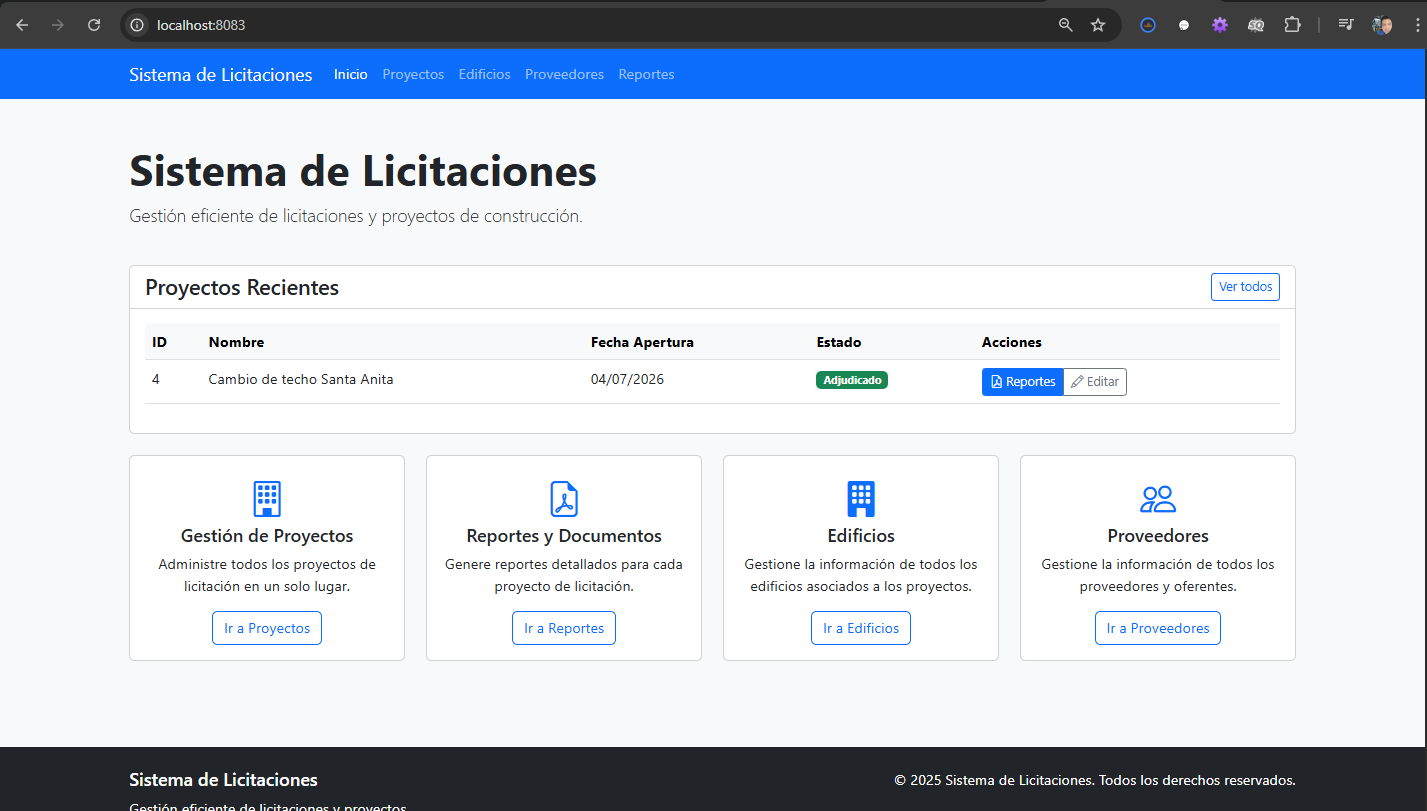 localhost:8083
Sistema de Licitaciones Inicio Proyectos Edificios Proveedores Reportes
Sistema de Licitaciones
Gestión eficiente de licitaciones y proyectos de construcción.
Proyectos Recientes Ver todos
ID Nombre Fecha Apertura Estado Acciones
4 Cambio de techo Santa Anita 04/07/2026 Adjudicado Reportes Editar
Gestión de Proyectos
Administre todos los proyectos de
licitación en un solo lugar.
Ir a Proyectos
Reportes y Documentos
Genere reportes detallados para cada
proyecto de licitación.
Ir a Reportes
Edificios
Gestione la información de todos los
edificios asociados a los proyectos.
Ir a Edificios
Proveedores
Gestione la información de todos los
proveedores y oferentes.
Ir a Proveedores
Sistema de Licitaciones © 2025 Sistema de Licitaciones. Todos los derechos reservados.
Gestión eficiente de licitaciones y proyectos